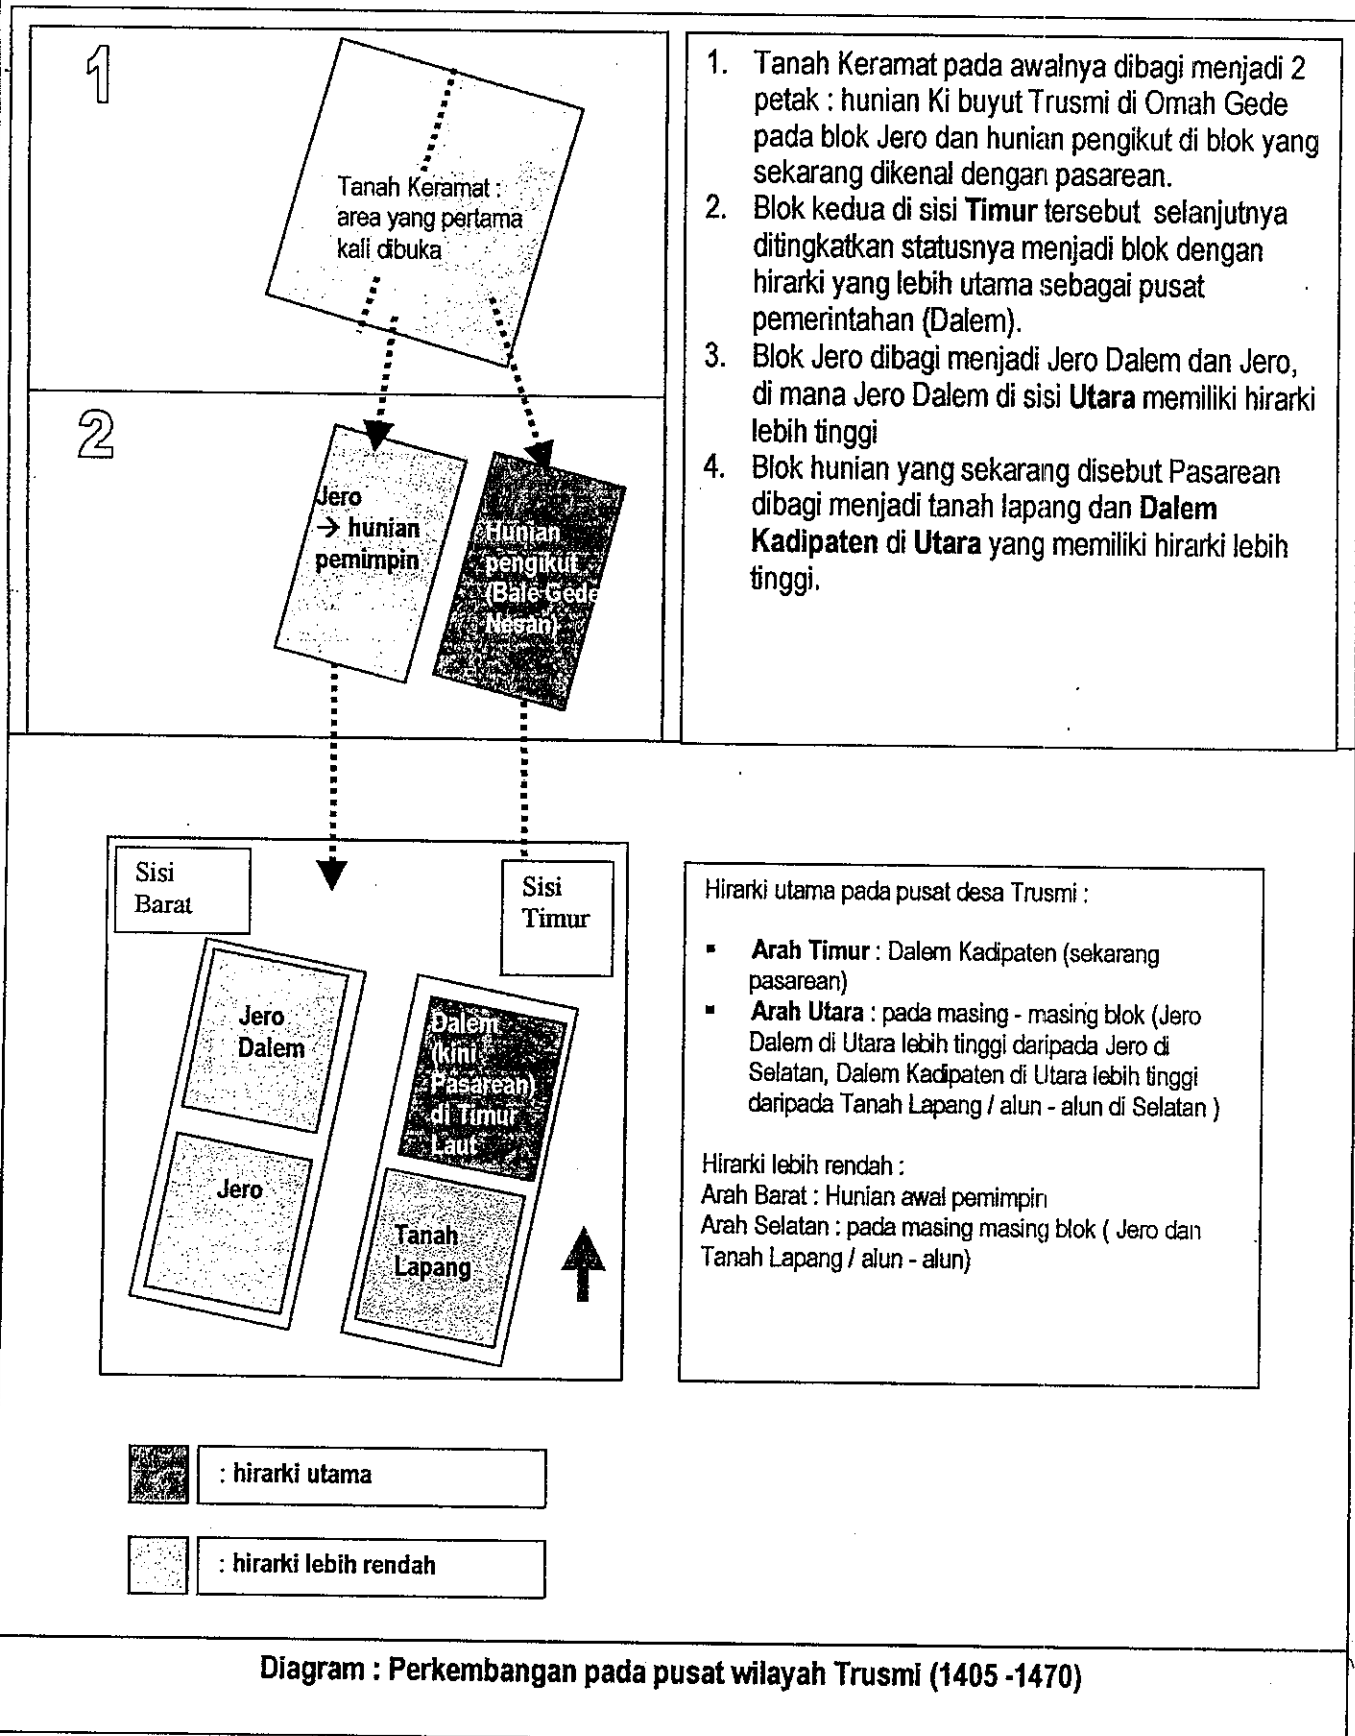 1
Tanah Keramat :
area yang pertama
kali dibuka
2
Jero
→ hunian
pemimpin
Hunian
pengikut
(Bale Gede
Nesan)
1. Tanah Keramat pada awalnya dibagi menjadi 2
petak : hunian Ki buyut Trusmi di Omah Gede
pada blok Jero dan hunian pengikut di blok yang
sekarang dikenal dengan pasarean.
2. Blok kedua di sisi Timur tersebut selanjutnya
ditingkatkan statusnya menjadi blok dengan
hirarki yang lebih utama sebagai pusat
pemerintahan (Dalem).
3. Blok Jero dibagi menjadi Jero Dalem dan Jero,
di mana Jero Dalem di sisi Utara memiliki hirarki
lebih tinggi
4. Blok hunian yang sekarang disebut Pasarean
dibagi menjadi tanah lapang dan Dalem
Kadipaten di Utara yang memiliki hirarki lebih
tinggi.
Sisi
Barat
Sisi
Timur
Jero
Dalem
Jero
Dalem
(kini
Pasarean)
di Timur
Laut
Tanah
Lapang
Hirarki utama pada pusat desa Trusmi :
▪ Arah Timur : Dalem Kadipaten (sekarang
pasarean)
▪ Arah Utara : pada masing - masing blok (Jero
Dalem di Utara lebih tinggi daripada Jero di
Selatan, Dalem Kadipaten di Utara lebih tinggi
daripada Tanah Lapang / alun - alun di Selatan )
Hirarki lebih rendah :
Arah Barat : Hunian awal pemimpin
Arah Selatan : pada masing masing blok ( Jero dan
Tanah Lapang / alun - alun)
: hirarki utama
: hirarki lebih rendah
Diagram : Perkembangan pada pusat wilayah Trusmi (1405 -1470)